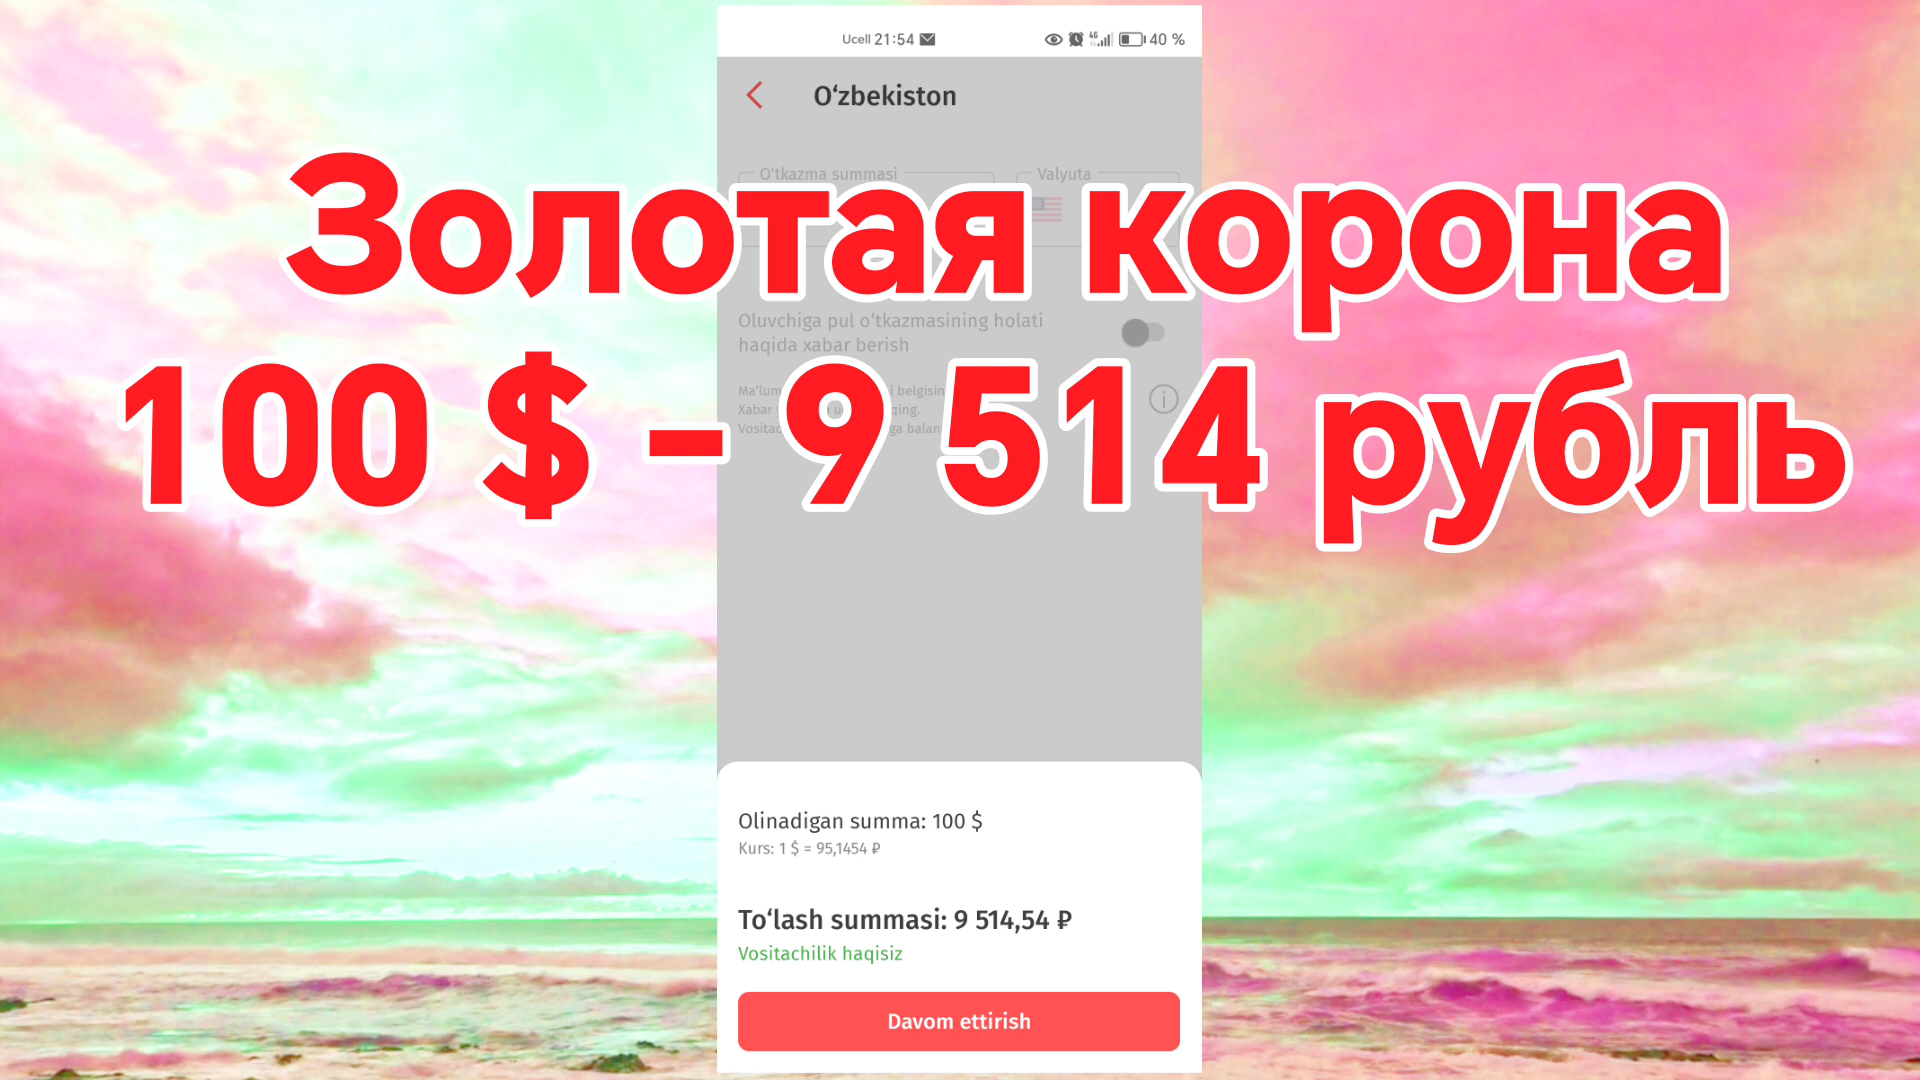 Ucell 21:54 40 %
O‘zbekiston
O‘tkazma summasi Valyuta
Золотая корона
Oluvchiga pul o‘tkazmasining holati
haqida xabar berish
100 $ - 9 514 рубль
Olinadigan summa: 100 $
Kurs: 1 $ = 95,1454 ₽
To‘lash summasi: 9 514,54 ₽
Vositachilik haqisiz
Davom ettirish